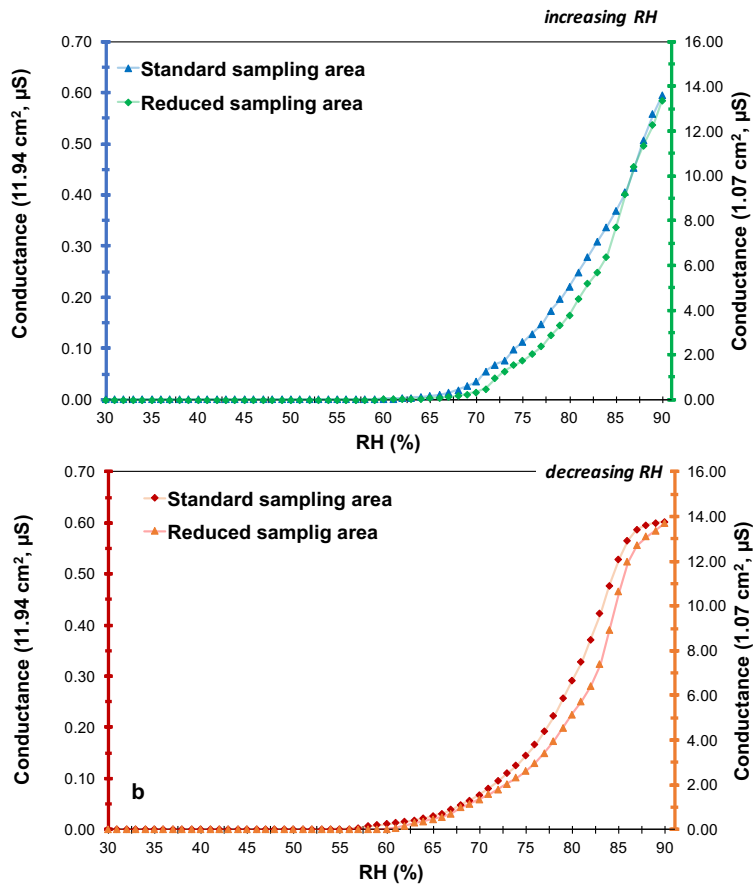 increasing RH
0.70
0.60
0.50
0.40
0.30
0.20
0.10
0.00
Conductance (11.94 cm², µS)
Standard sampling area
Reduced sampling area
16.00
14.00
12.00
10.00
8.00
6.00
4.00
2.00
0.00
Conductance (1.07 cm², µS)
30 35 40 45 50 55 60 65 70 75 80 85 90
RH (%)
decreasing RH
0.70
0.60
0.50
0.40
0.30
0.20
0.10
0.00
Conductance (11.94 cm², µS)
Standard sampling area
Reduced samplig area
b
16.00
14.00
12.00
10.00
8.00
6.00
4.00
2.00
0.00
Conductance (1.07 cm², µS)
30 35 40 45 50 55 60 65 70 75 80 85 90
RH (%)